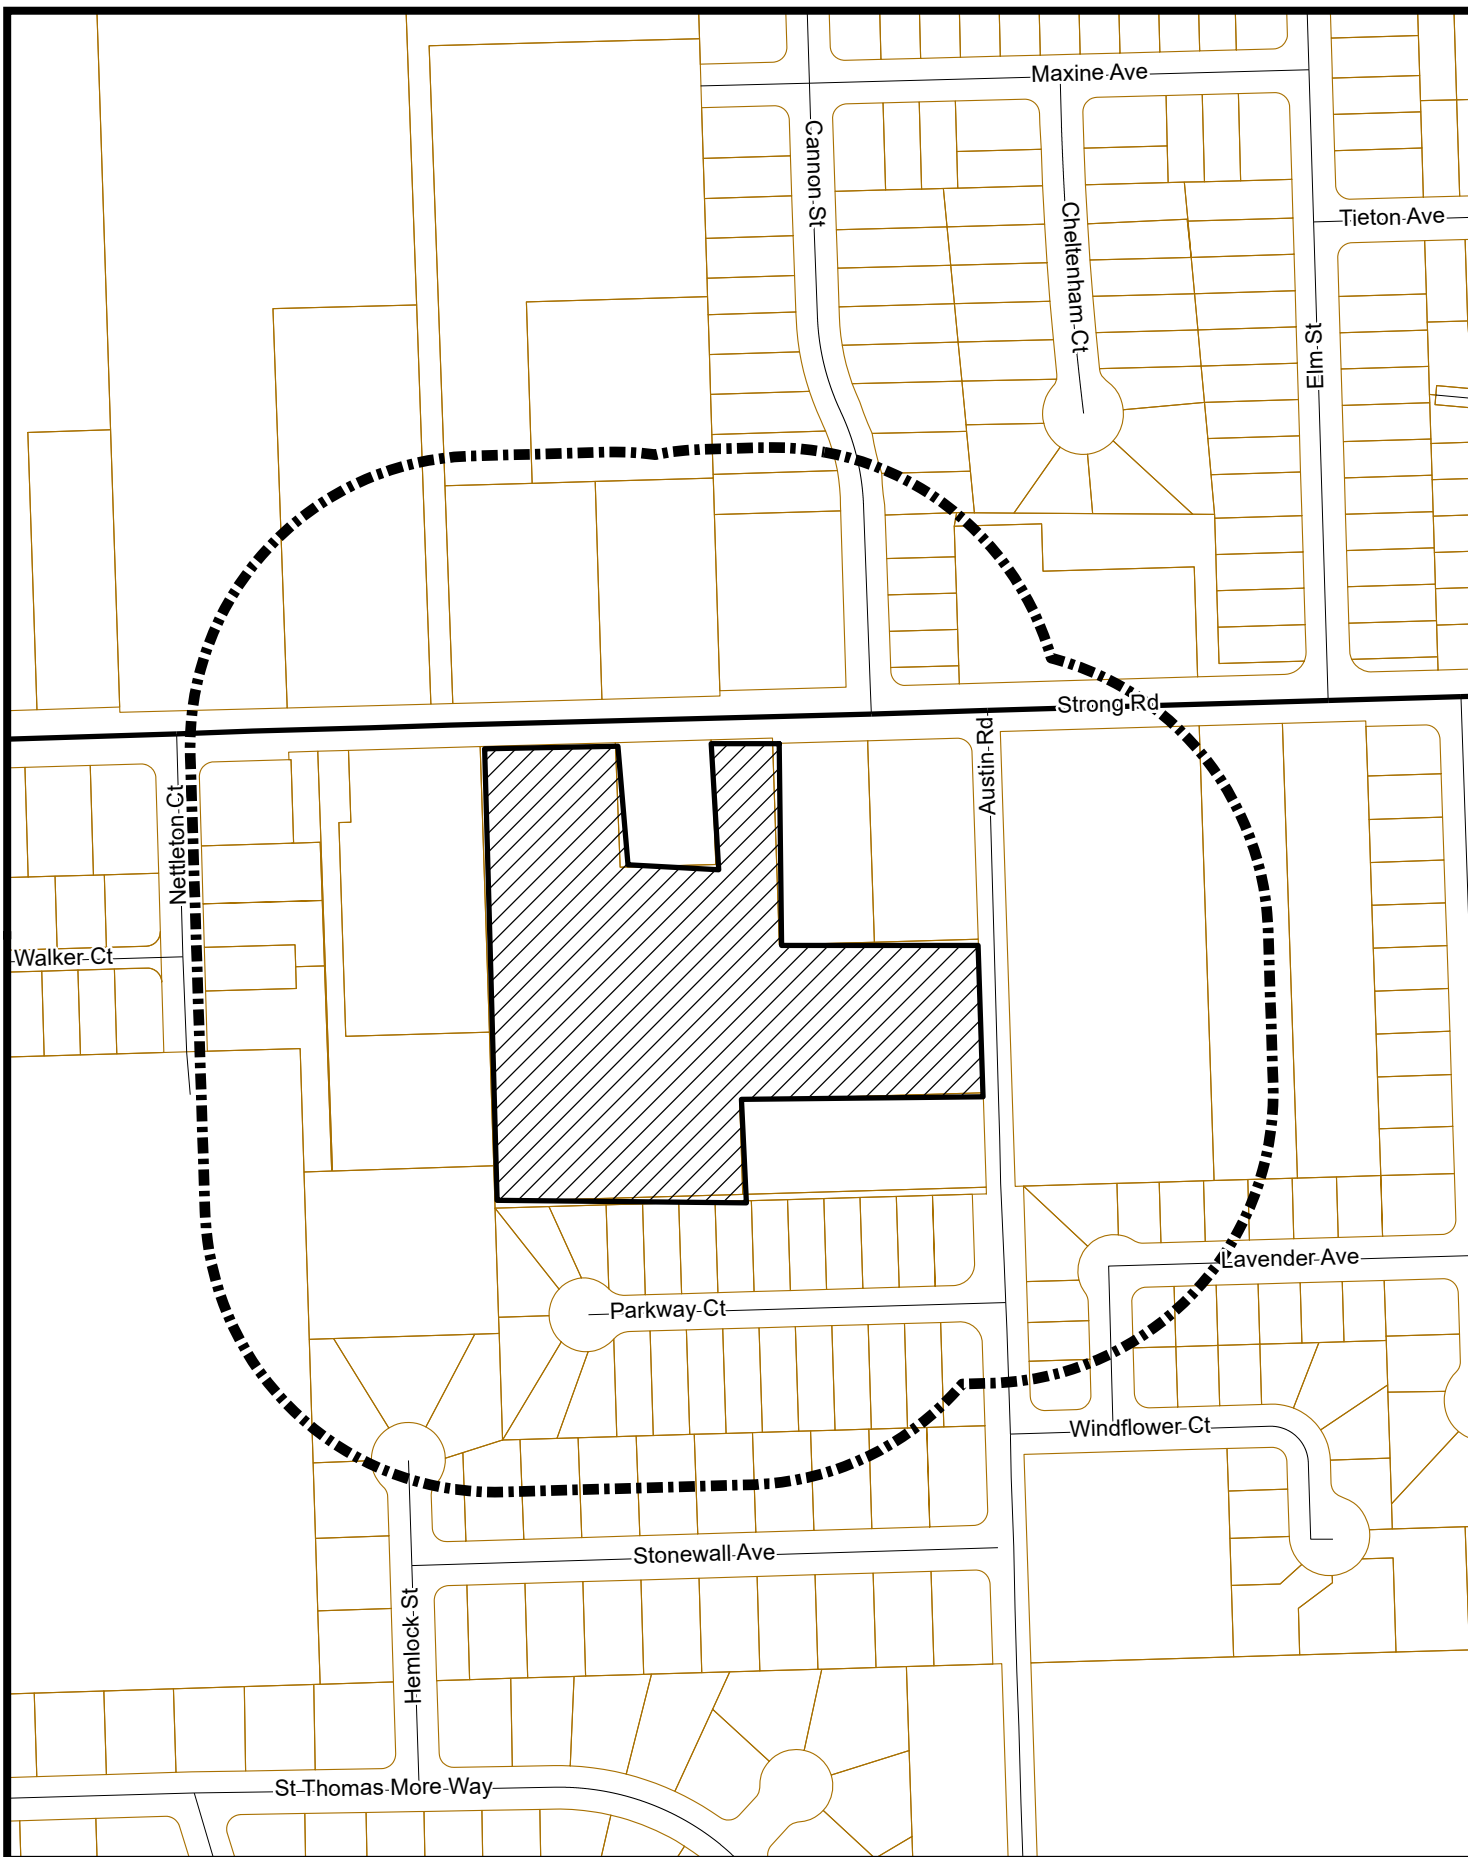 Maxine Ave
Cannon St
Cheltenham Ct
Tieton Ave
Elm St
Strong Rd
Austin Rd
Nettleton Ct
Walker Ct
Lavender Ave
Parkway Ct
Windflower Ct
Stonewall Ave
Hemlock St
St Thomas More Way